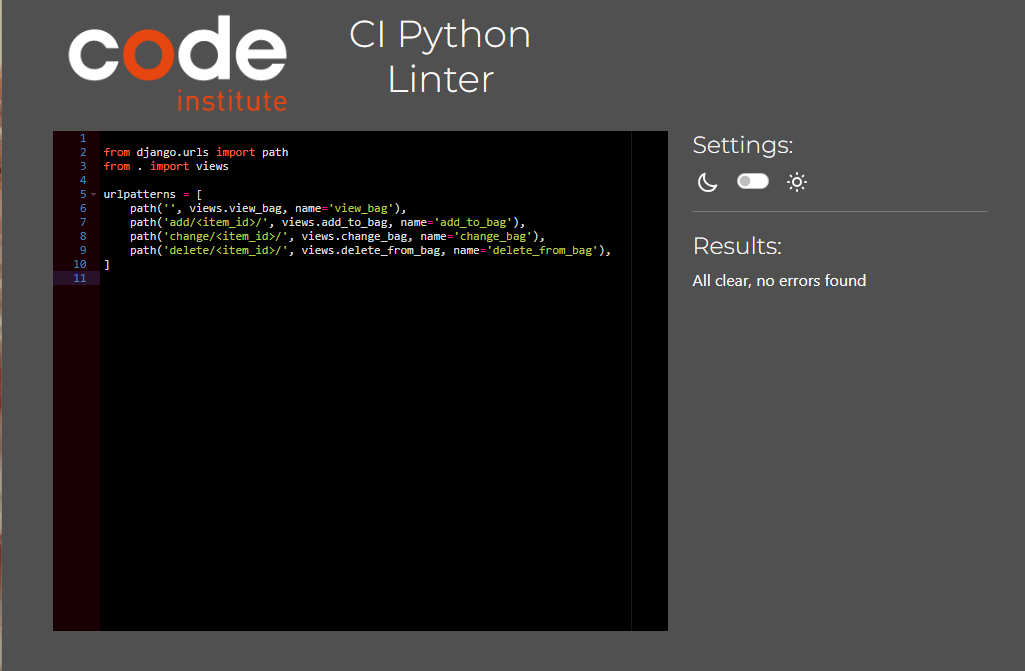 code
institute
CI Python
Linter
1
2 from django.urls import path
3 from . import views
4
5 urlpatterns = [
6     path('', views.view_bag, name='view_bag'),
7     path('add/<item_id>/', views.add_to_bag, name='add_to_bag'),
8     path('change/<item_id>/', views.change_bag, name='change_bag'),
9     path('delete/<item_id>/', views.delete_from_bag, name='delete_from_bag'),
10 ]
11
Settings:
Results:
All clear, no errors found